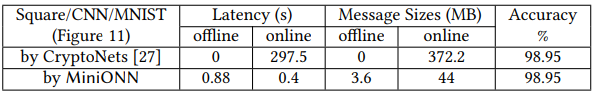 Square/CNN/MNIST Latency (s) Message Sizes (MB) Accuracy
(Figure 11) offline online offline online %
by CryptoNets [27] 0 297.5 0 372.2 98.95
by MiniONN 0.88 0.4 3.6 44 98.95